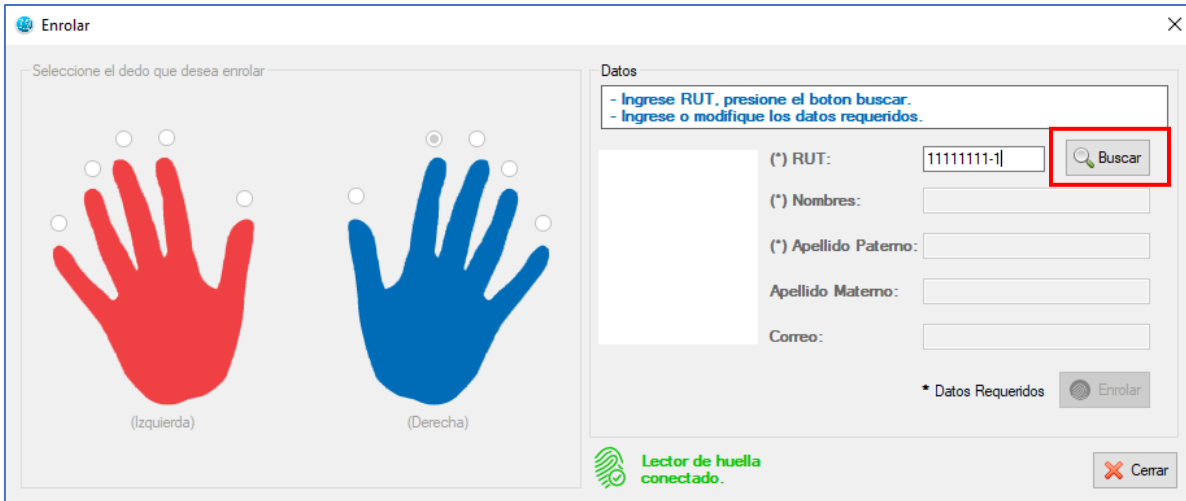 Enrolar
Seleccione el dedo que desea enrolar
(Izquierda)
(Derecha)
Datos
- Ingrese RUT, presione el boton buscar.
- Ingrese o modifique los datos requeridos.
(*) RUT: 11111111-1 Buscar
(*) Nombres:
(*) Apellido Paterno:
Apellido Materno:
Correo:
* Datos Requeridos Enrolar
Lector de huella
conectado.
Cerrar